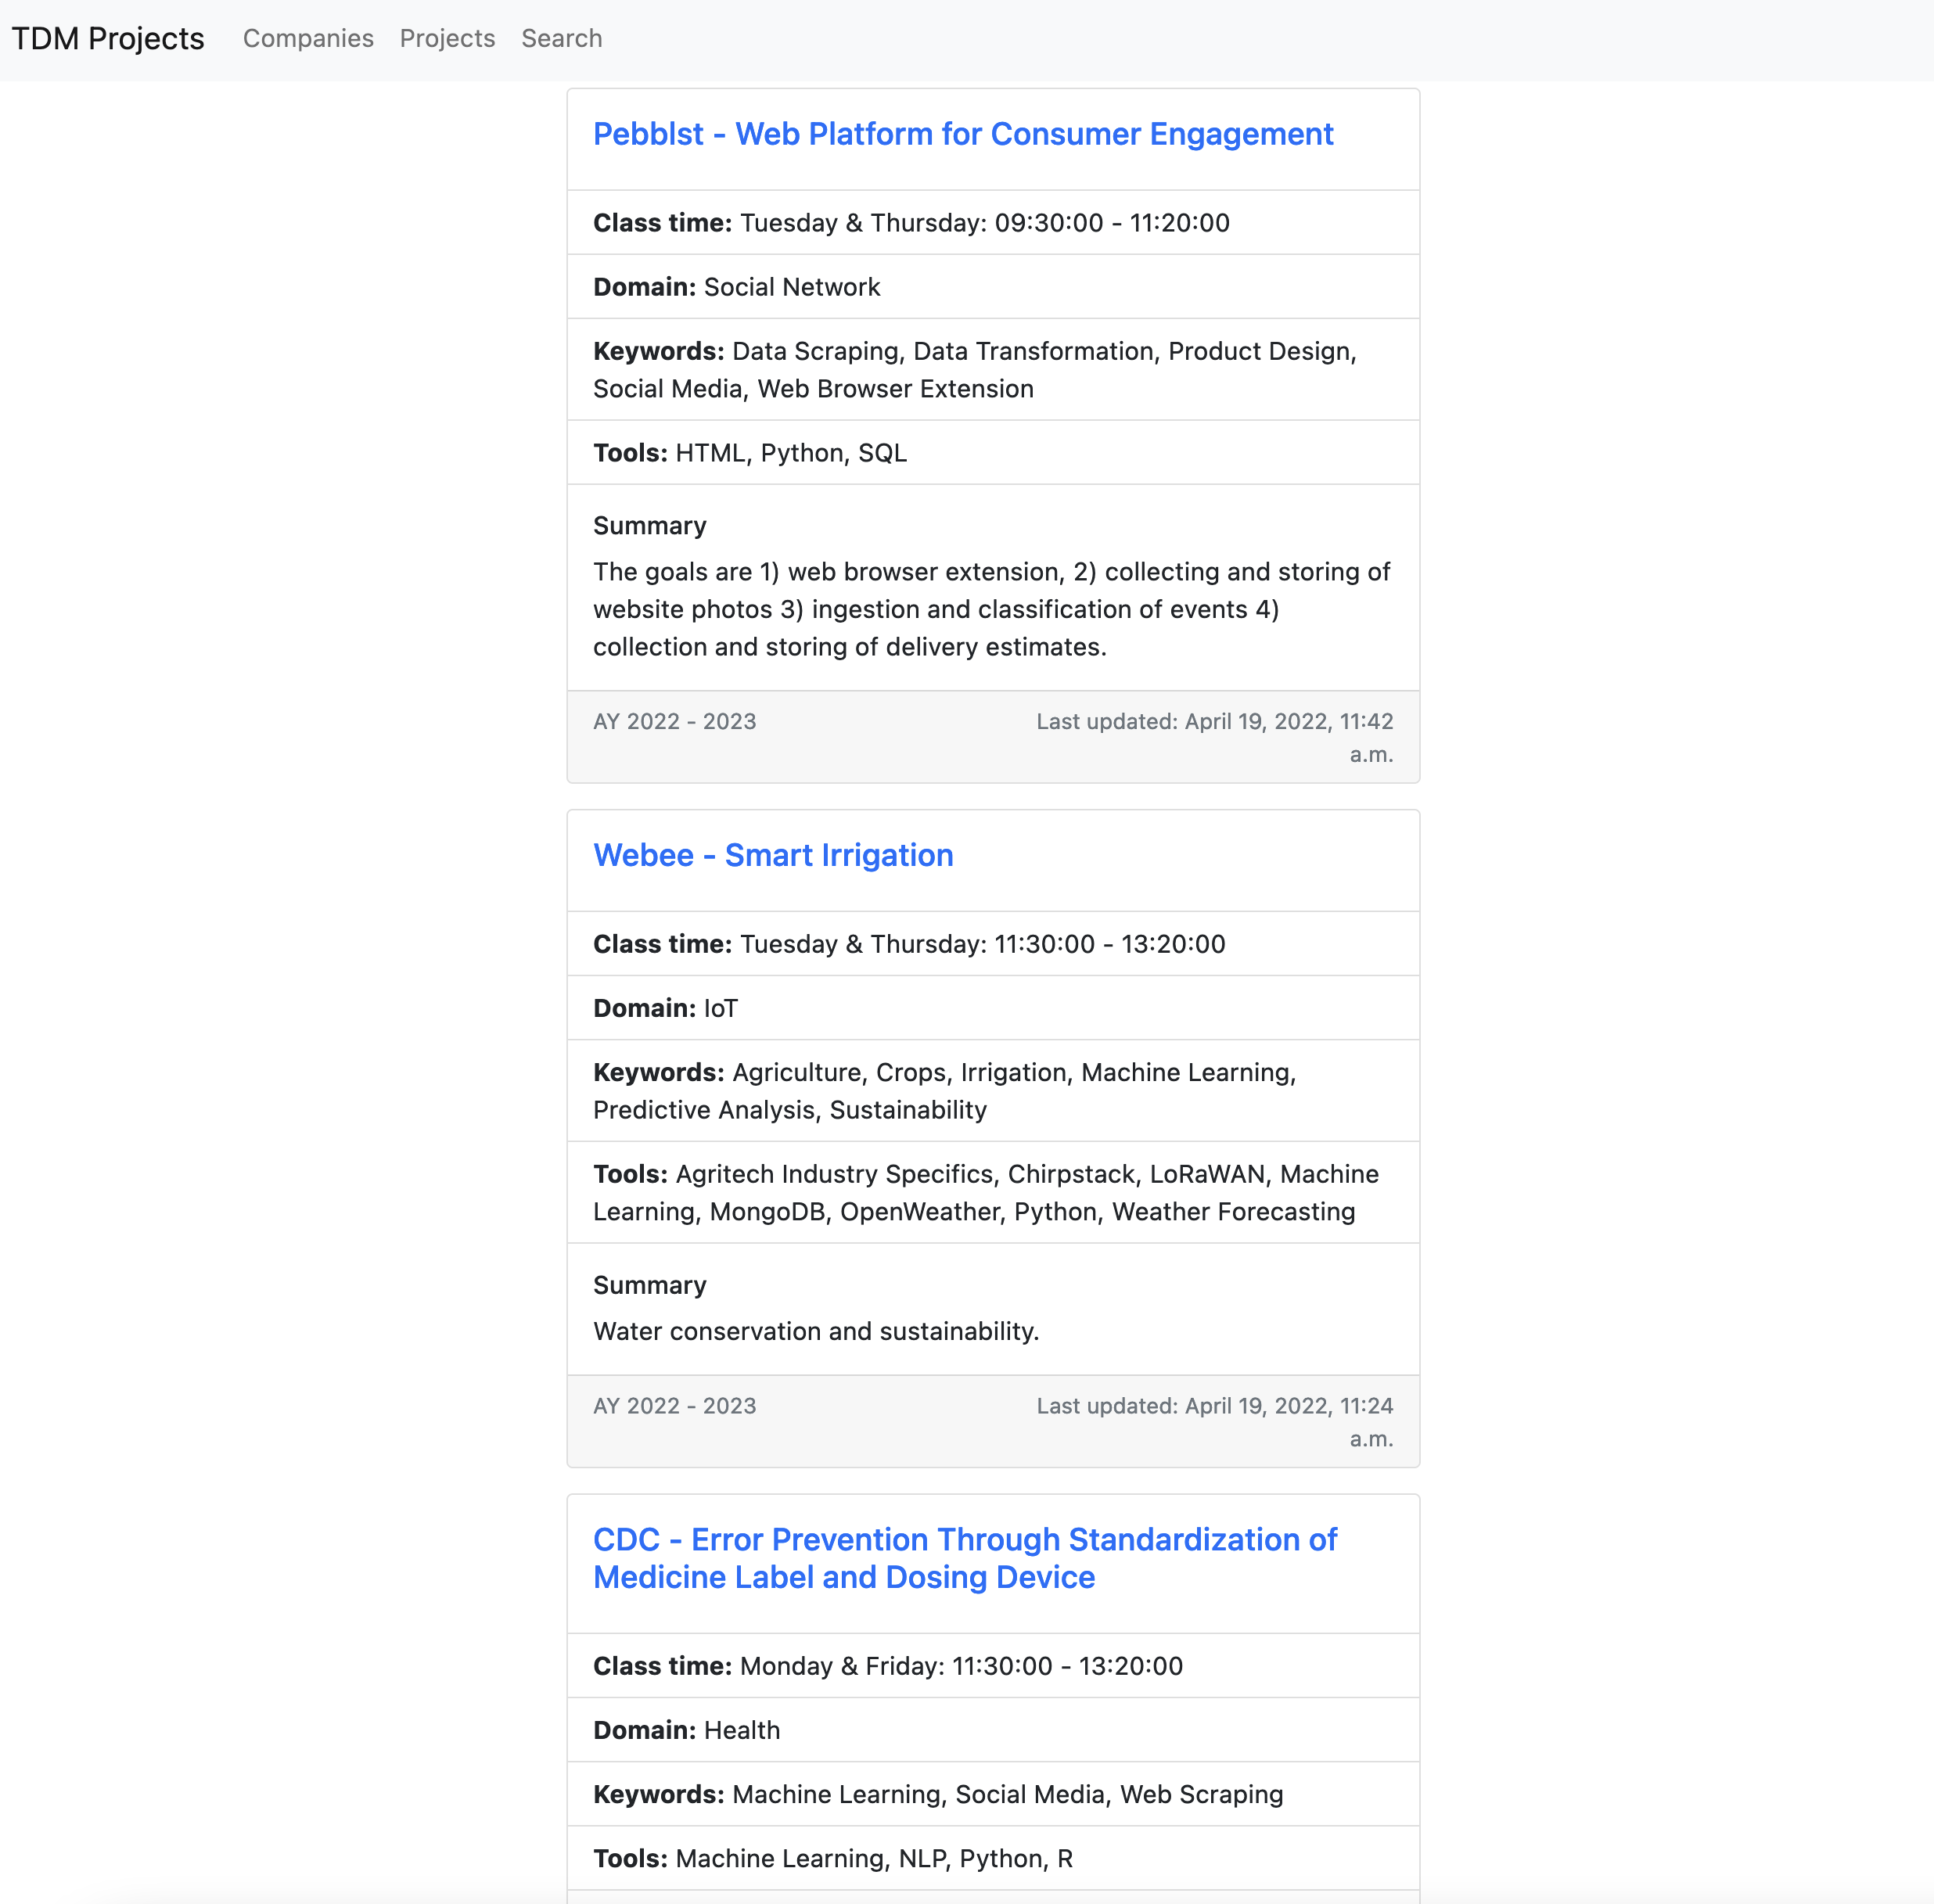 TDM Projects Companies Projects Search
Pebblst - Web Platform for Consumer Engagement
Class time: Tuesday & Thursday: 09:30:00 - 11:20:00
Domain: Social Network
Keywords: Data Scraping, Data Transformation, Product Design,
Social Media, Web Browser Extension
Tools: HTML, Python, SQL
Summary
The goals are 1) web browser extension, 2) collecting and storing of
website photos 3) ingestion and classification of events 4)
collection and storing of delivery estimates.
AY 2022 - 2023 Last updated: April 19, 2022, 11:42
a.m.
Webee - Smart Irrigation
Class time: Tuesday & Thursday: 11:30:00 - 13:20:00
Domain: IoT
Keywords: Agriculture, Crops, Irrigation, Machine Learning,
Predictive Analysis, Sustainability
Tools: Agritech Industry Specifics, Chirpstack, LoRaWAN, Machine
Learning, MongoDB, OpenWeather, Python, Weather Forecasting
Summary
Water conservation and sustainability.
AY 2022 - 2023 Last updated: April 19, 2022, 11:24
a.m.
CDC - Error Prevention Through Standardization of
Medicine Label and Dosing Device
Class time: Monday & Friday: 11:30:00 - 13:20:00
Domain: Health
Keywords: Machine Learning, Social Media, Web Scraping
Tools: Machine Learning, NLP, Python, R